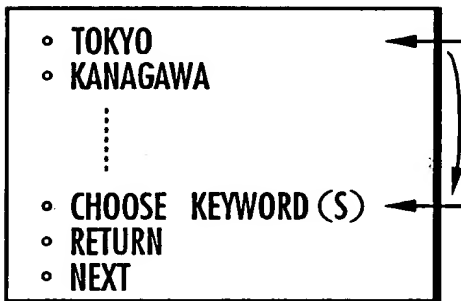 ◦ TOKYO
◦ KANAGAWA
◦ CHOOSE KEYWORD(S)
◦ RETURN
◦ NEXT